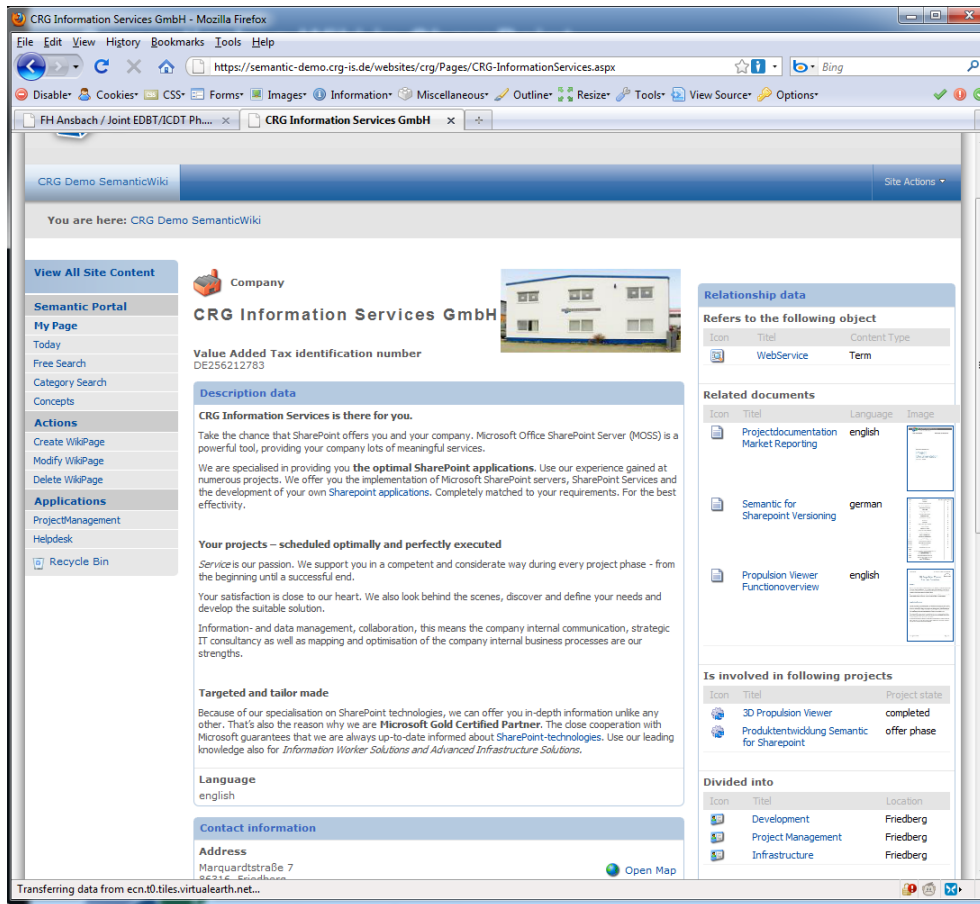 CRG Information Services GmbH - Mozilla Firefox
File Edit View History Bookmarks Tools Help
https://semantic-demo.crg-is.de/websites/crg/Pages/CRG-InformationServices.aspx
Bing
Disable Cookies CSS Forms Images Information Miscellaneous Outline Resize Tools View Source Options
FH Ansbach / Joint EDBT/ICDT Ph.... CRG Information Services GmbH
CRG Demo SemanticWiki
Site Actions
You are here: CRG Demo SemanticWiki
View All Site Content
Semantic Portal
My Page
Today
Free Search
Category Search
Concepts
Actions
Create WikiPage
Modify WikiPage
Delete WikiPage
Applications
ProjectManagement
Helpdesk
Recycle Bin
Company
CRG Information Services GmbH
Value Added Tax identification number
DE256212783
Description data
CRG Information Services is there for you.
Take the chance that SharePoint offers you and your company. Microsoft Office SharePoint Server (MOSS) is a
powerful tool, providing your company lots of meaningful services.
We are specialised in providing you the optimal SharePoint applications. Use our experience gained at
numerous projects. We offer you the implementation of Microsoft SharePoint servers, SharePoint Services and
the development of your own Sharepoint applications. Completely matched to your requirements. For the best
effectivity.
Your projects – scheduled optimally and perfectly executed
Service is our passion. We support you in a competent and considerate way during every project phase - from
the beginning until a successful end.
Your satisfaction is close to our heart. We also look behind the scenes, discover and define your needs and
develop the suitable solution.
Information- and data management, collaboration, this means the company internal communication, strategic
IT consultancy as well as mapping and optimisation of the company internal business processes are our
strengths.
Targeted and tailor made
Because of our specialisation on SharePoint technologies, we can offer you in-depth information unlike any
other. That's also the reason why we are Microsoft Gold Certified Partner. The close cooperation with
Microsoft guarantees that we are always up-to-date informed about SharePoint-technologies. Use our leading
knowledge also for Information Worker Solutions and Advanced Infrastructure Solutions.
Language
english
Contact information
Address
Marquardtstraße 7
86316 Friedberg
Open Map
Relationship data
Refers to the following object
Icon Titel Content Type
WebService Term
Related documents
Icon Titel Language Image
Projectdocumentation english
Market Reporting
Semantic for german
Sharepoint Versioning
Propulsion Viewer english
Functionoverview
Is involved in following projects
Icon Titel Project state
3D Propulsion Viewer completed
Produktentwicklung Semantic offer phase
for Sharepoint
Divided into
Icon Titel Location
Development Friedberg
Project Management Friedberg
Infrastructure Friedberg
Transferring data from ecn.t0.tiles.virtualearth.net...